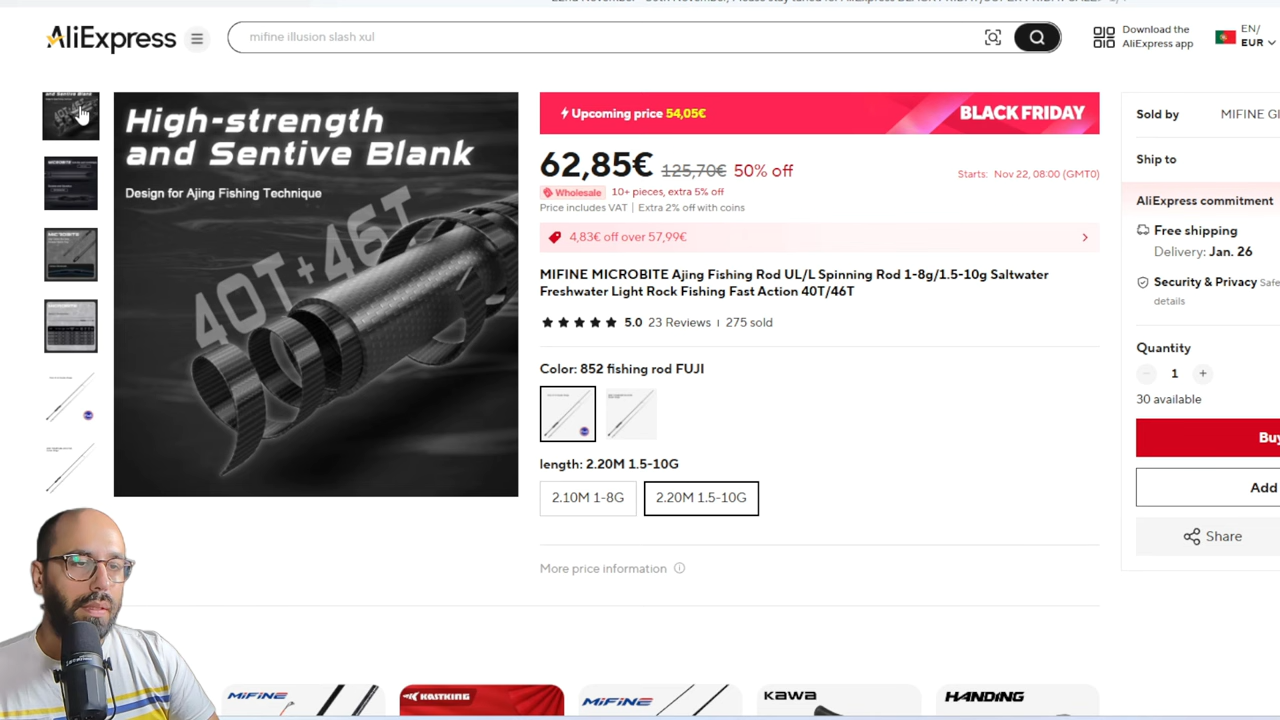 AliExpress
mifine illusion slash xul
Download the
AliExpress app
EN/
EUR
High-strength
and Sentive Blank
Design for Ajing Fishing Technique
40T+46T
Upcoming price 54,05€
BLACK FRIDAY
62,85€ 125,70€ 50% off
Starts: Nov 22, 08:00 (GMT0)
Wholesale 10+ pieces, extra 5% off
Price includes VAT | Extra 2% off with coins
4,83€ off over 57,99€
MIFINE MICROBITE Ajing Fishing Rod UL/L Spinning Rod 1-8g/1.5-10g Saltwater
Freshwater Light Rock Fishing Fast Action 40T/46T
5.0 23 Reviews | 275 sold
Color: 852 fishing rod FUJI
length: 2.20M 1.5-10G
2.10M 1-8G
2.20M 1.5-10G
More price information
Sold by MIFINE
Ship to
AliExpress commitment
Free shipping
Delivery: Jan. 26
Security & Privacy Safe
details
Quantity
1
30 available
Add
Share
MIFINE
KASTKING
MIFINE
KAWA
HANDING